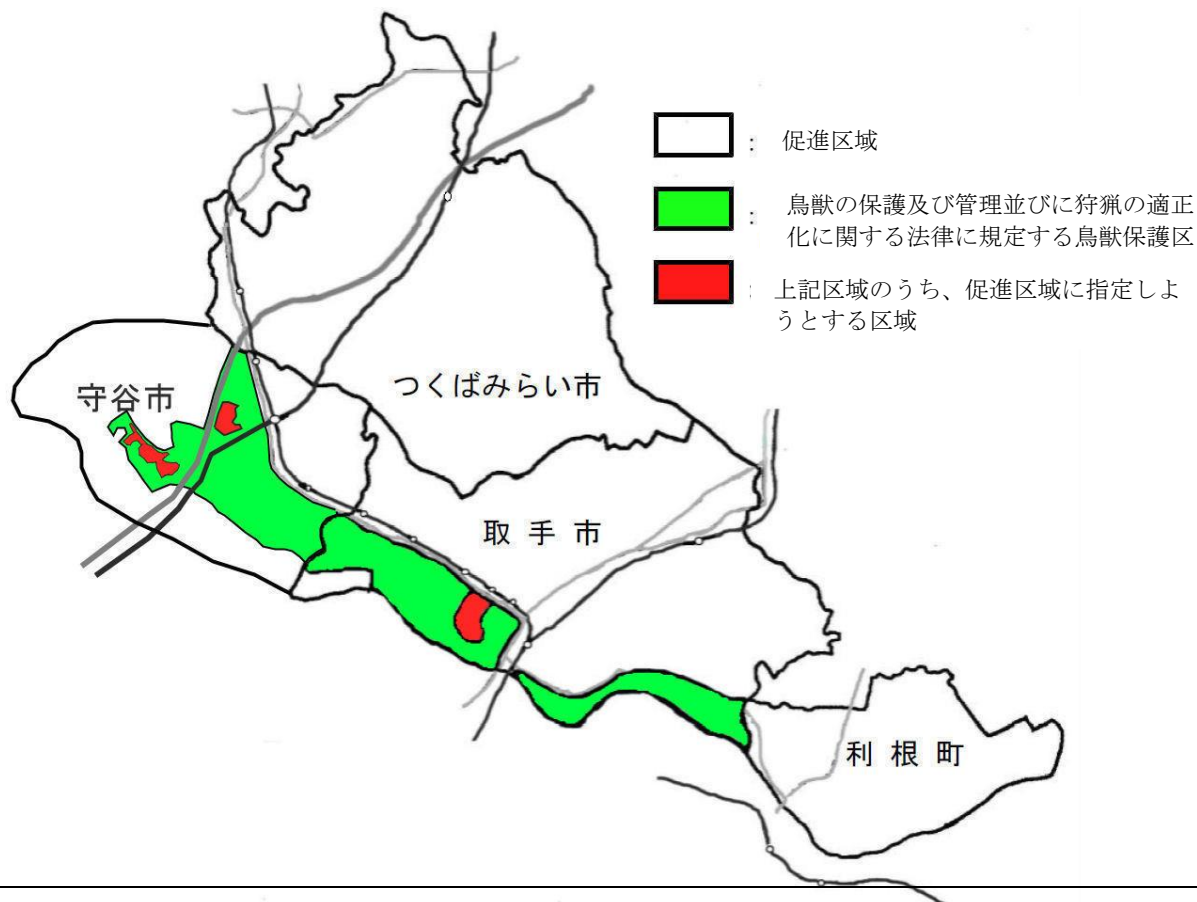 ： 促進区域
： 鳥獣の保護及び管理並びに狩猟の適正
化に関する法律に規定する鳥獣保護区
： 上記区域のうち、促進区域に指定しよ
うとする区域
守谷市
つくばみらい市
取手市
利根町